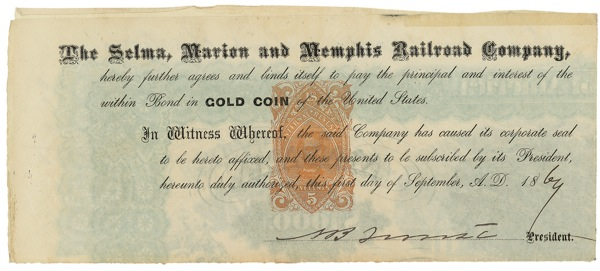 The Selma, Marion and Memphis Railroad Company,
hereby further agrees and binds itself to pay the principal and interest of the
within Bond in GOLD COIN of the United States.
In Witness Whereof, the said Company has caused its corporate seal
to be hereto affixed, and these presents to be subscribed by its President,
hereunto duly authorized, this first day of September, A. D. 1869
5
N B Forrest President.